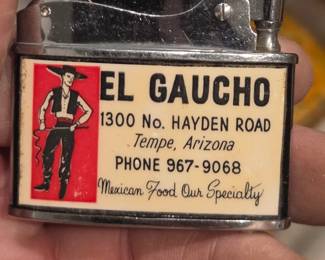 EL GAUCHO
1300 No. HAYDEN ROAD
Tempe, Arizona
PHONE 967-9068
Mexican Food Our Specialty